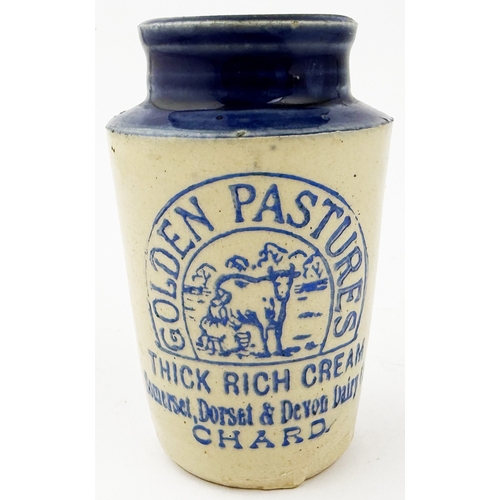 GOLDEN PASTURES
THICK RICH CREAM
Somerset, Dorset & Devon Dairy
CHARD